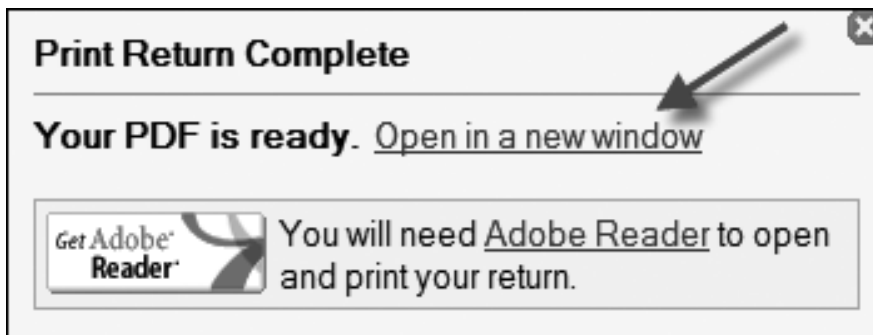 Print Return Complete
Your PDF is ready. Open in a new window
Get Adobe®
Reader®
You will need Adobe Reader to open
and print your return.